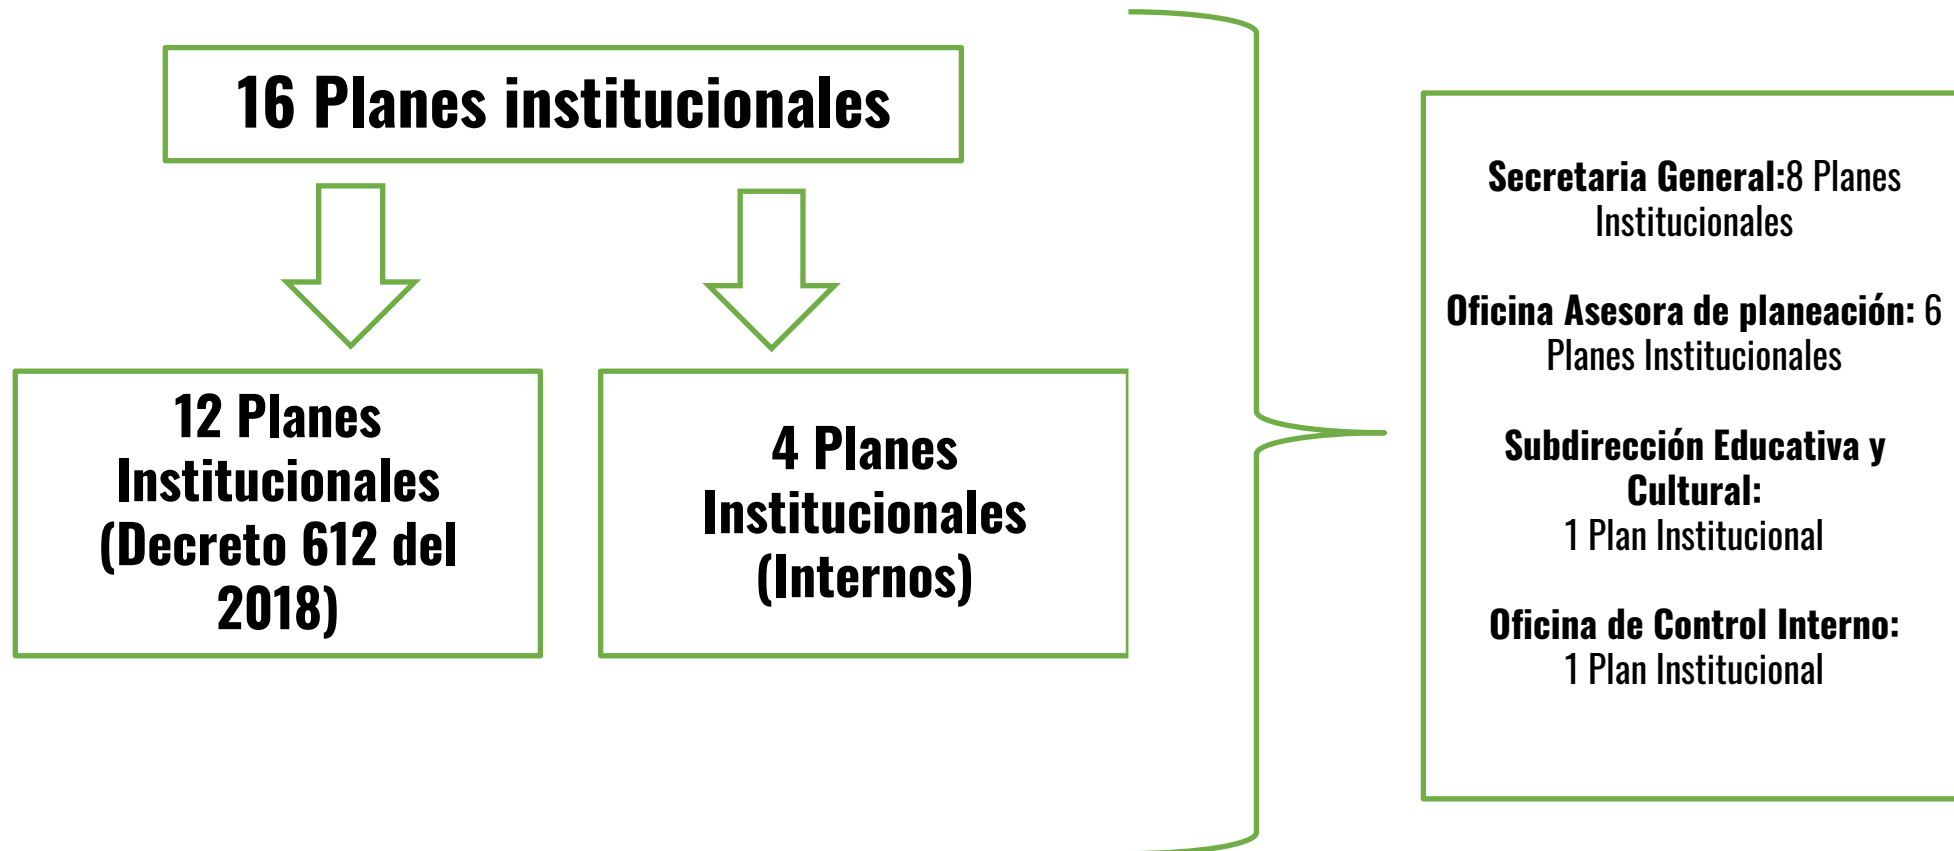 16 Planes institucionales
12 Planes
Institucionales
(Decreto 612 del
2018)
4 Planes
Institucionales
(Internos)
Secretaria General:8 Planes
Institucionales
Oficina Asesora de planeación: 6
Planes Institucionales
Subdirección Educativa y
Cultural:
1 Plan Institucional
Oficina de Control Interno:
1 Plan Institucional